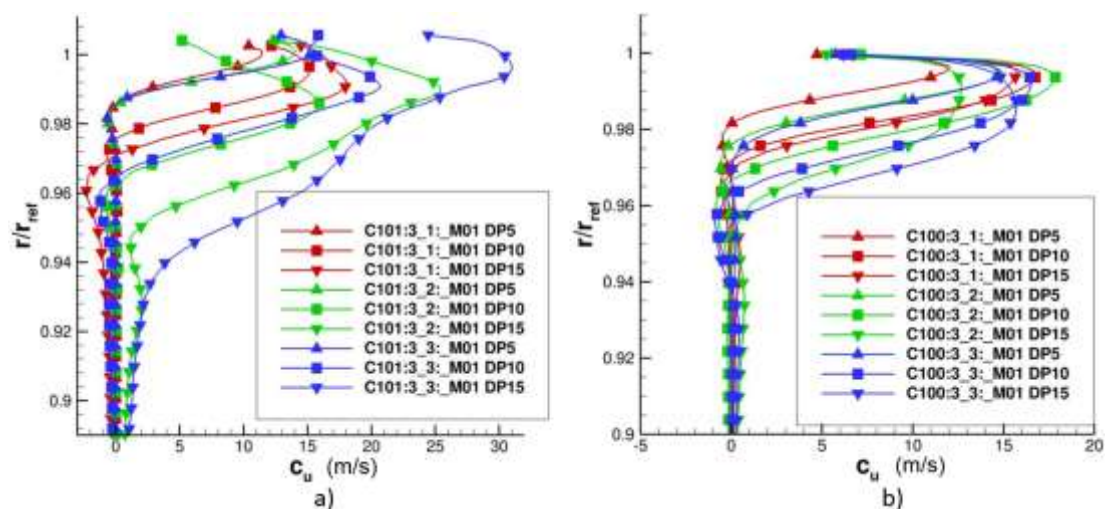 1
0.98
0.96
0.94
0.92
0.9
r/r_ref
C101:3_1:_M01 DP5
C101:3_1:_M01 DP10
C101:3_1:_M01 DP15
C101:3_2:_M01 DP5
C101:3_2:_M01 DP10
C101:3_2:_M01 DP15
C101:3_3:_M01 DP5
C101:3_3:_M01 DP10
C101:3_3:_M01 DP15
0 5 10 15 20 25 30
c_u (m/s)
a)
1
0.98
0.96
0.94
0.92
0.9
r/r_ref
C100:3_1:_M01 DP5
C100:3_1:_M01 DP10
C100:3_1:_M01 DP15
C100:3_2:_M01 DP5
C100:3_2:_M01 DP10
C100:3_2:_M01 DP15
C100:3_3:_M01 DP5
C100:3_3:_M01 DP10
C100:3_3:_M01 DP15
-5 0 5 10 15 20
c_u (m/s)
b)